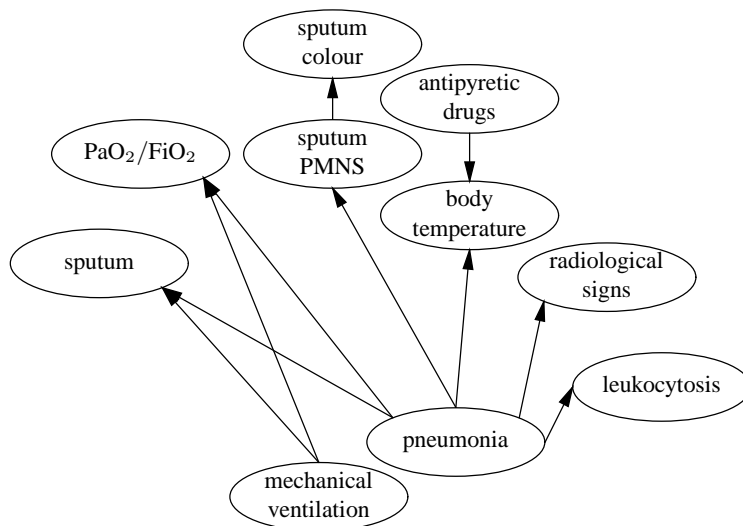 sputum
colour
antipyretic
drugs
PaO₂/FiO₂
sputum
PMNS
body
temperature
sputum
radiological
signs
leukocytosis
pneumonia
mechanical
ventilation